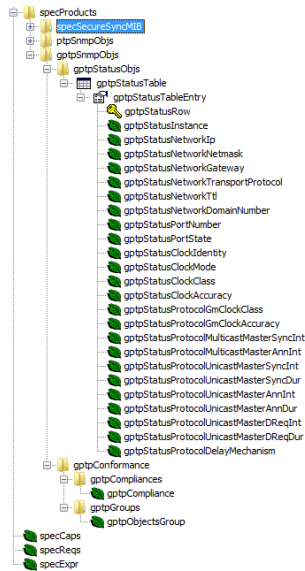 specProducts
specSecureSyncMIB
ptpSnmpObjs
gptpSnmpObjs
gptpStatusObjs
gptpStatusTable
gptpStatusTableEntry
gptpStatusRow
gptpStatusInstance
gptpStatusNetworkIp
gptpStatusNetworkNetmask
gptpStatusNetworkGateway
gptpStatusNetworkTransportProtocol
gptpStatusNetworkTtl
gptpStatusNetworkDomainNumber
gptpStatusPortNumber
gptpStatusPortState
gptpStatusClockIdentity
gptpStatusClockMode
gptpStatusClockClass
gptpStatusClockAccuracy
gptpStatusProtocolGmClockClass
gptpStatusProtocolGmClockAccuracy
gptpStatusProtocolMulticastMasterSyncInt
gptpStatusProtocolMulticastMasterAnnInt
gptpStatusProtocolUnicastMasterSyncInt
gptpStatusProtocolUnicastMasterSyncDur
gptpStatusProtocolUnicastMasterAnnInt
gptpStatusProtocolUnicastMasterAnnDur
gptpStatusProtocolUnicastMasterDReqInt
gptpStatusProtocolUnicastMasterDReqDur
gptpStatusProtocolDelayMechanism
gptpConformance
gptpCompliances
gptpCompliance
gptpGroups
gptpObjectsGroup
specCaps
specReqs
specExpr